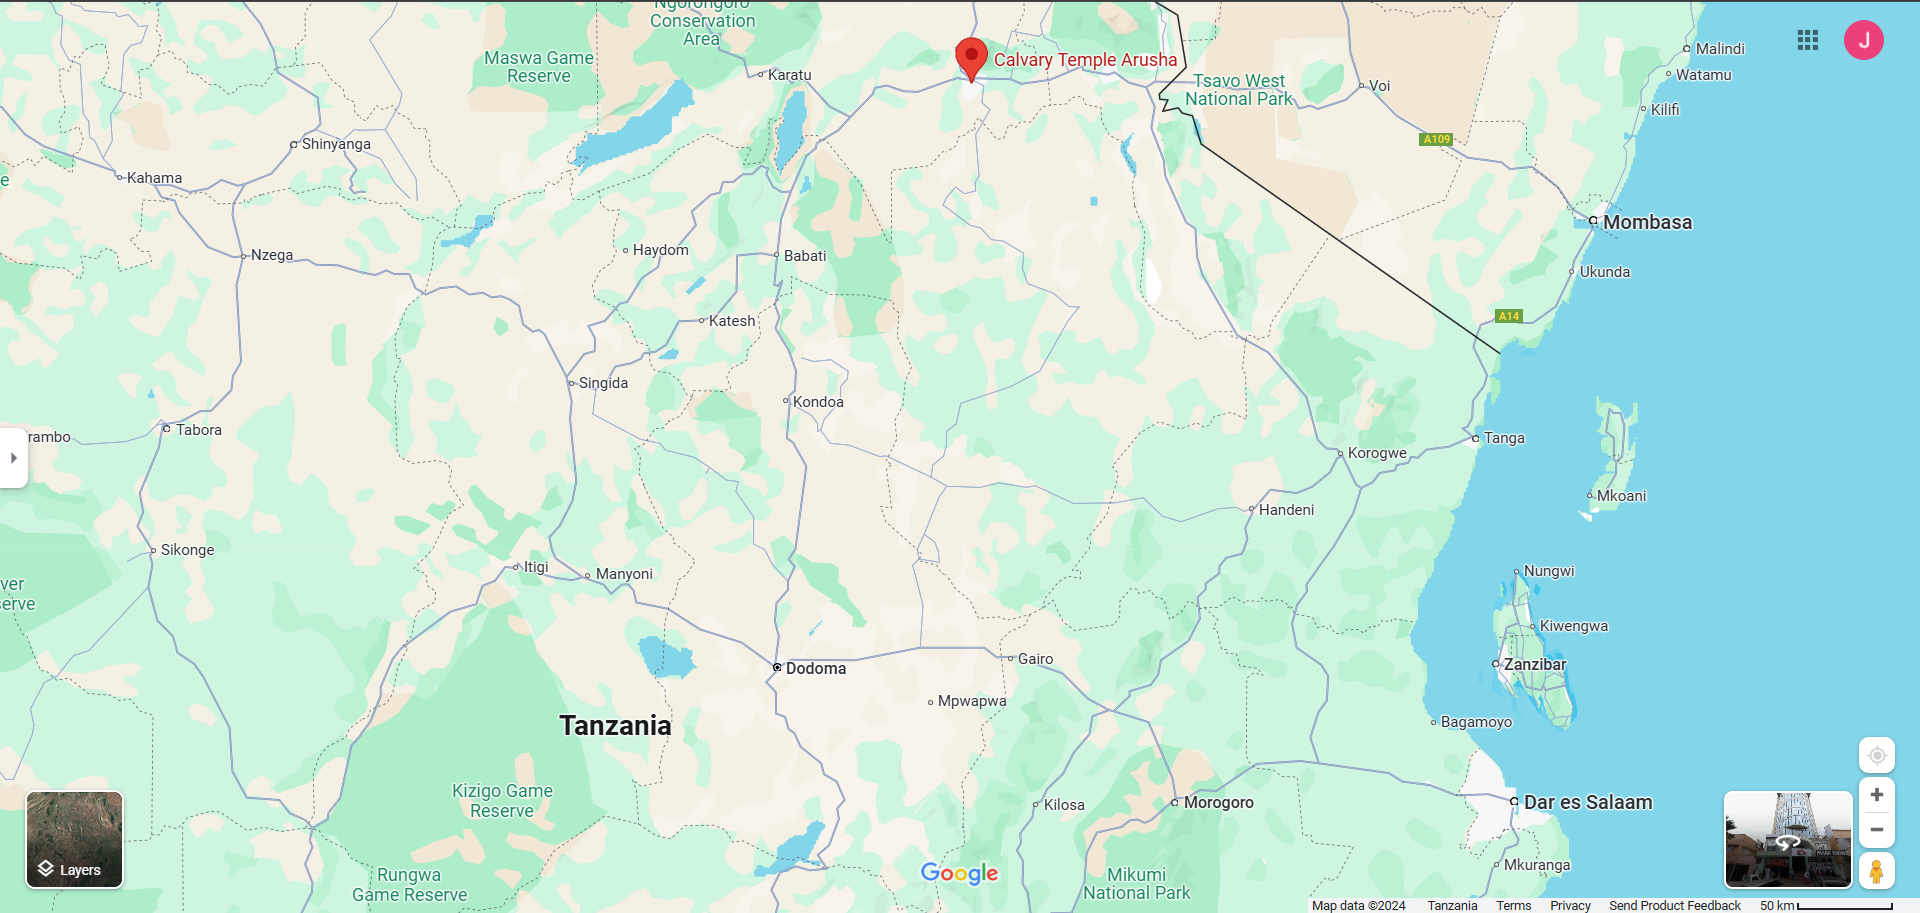 Ngorongoro
Conservation
Area
Maswa Game
Reserve
Karatu
Calvary Temple Arusha
Tsavo West
National Park
Voi
Malindi
Watamu
Kilifi
J
A109
Shinyanga
Kahama
Mombasa
Nzega
Haydom
Babati
Ukunda
A14
Katesh
Singida
Kondoa
Tabora
rambo
Tanga
Korogwe
Mkoani
Handeni
Sikonge
Itigi
Manyoni
Nungwi
ver
serve
Kiwengwa
Zanzibar
Dodoma
Gairo
Mpwapwa
Tanzania
Bagamoyo
Kizigo Game
Reserve
Kilosa
Morogoro
Dar es Salaam
Layers
Rungwa
Game Reserve
Google
Mikumi
National Park
Mkuranga
Map data ©2024 Tanzania Terms Privacy Send Product Feedback 50 km